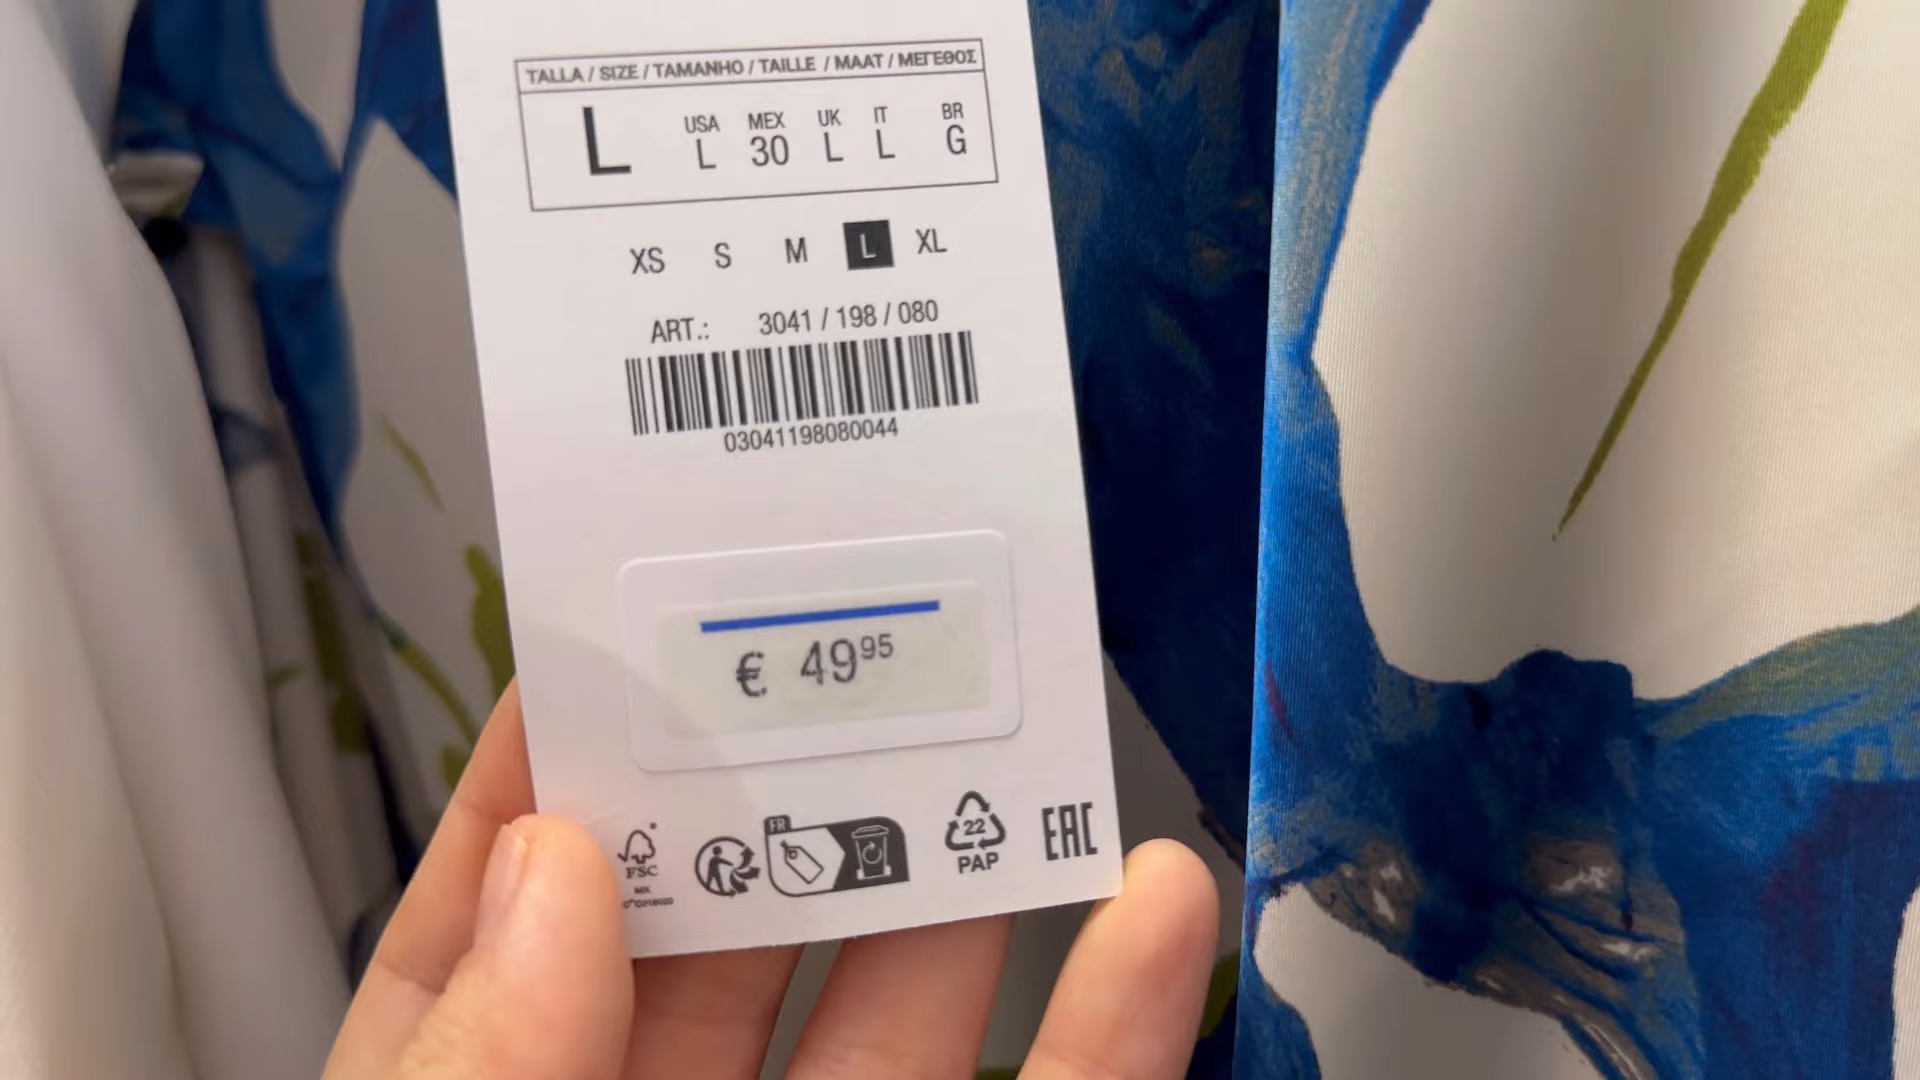 TALLA / SIZE / TAMANHO / TAILLE / MAAT / ΜΕΓΕΘΟΣ
USA MEX UK IT BR
L L 30 L L G
XS S M L XL
ART.: 3041 / 198 / 080
03041198080044
€ 49⁹⁵
FR
22
FSC PAP EAC
MIX